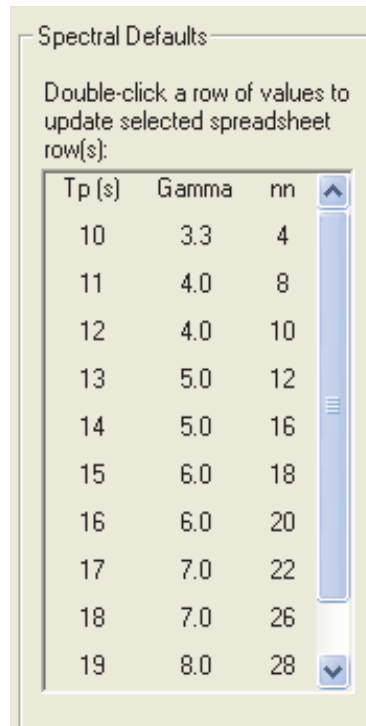 Spectral Defaults
Double-click a row of values to
update selected spreadsheet
row(s):
Tp (s) Gamma nn
10 3.3 4
11 4.0 8
12 4.0 10
13 5.0 12
14 5.0 16
15 6.0 18
16 6.0 20
17 7.0 22
18 7.0 26
19 8.0 28